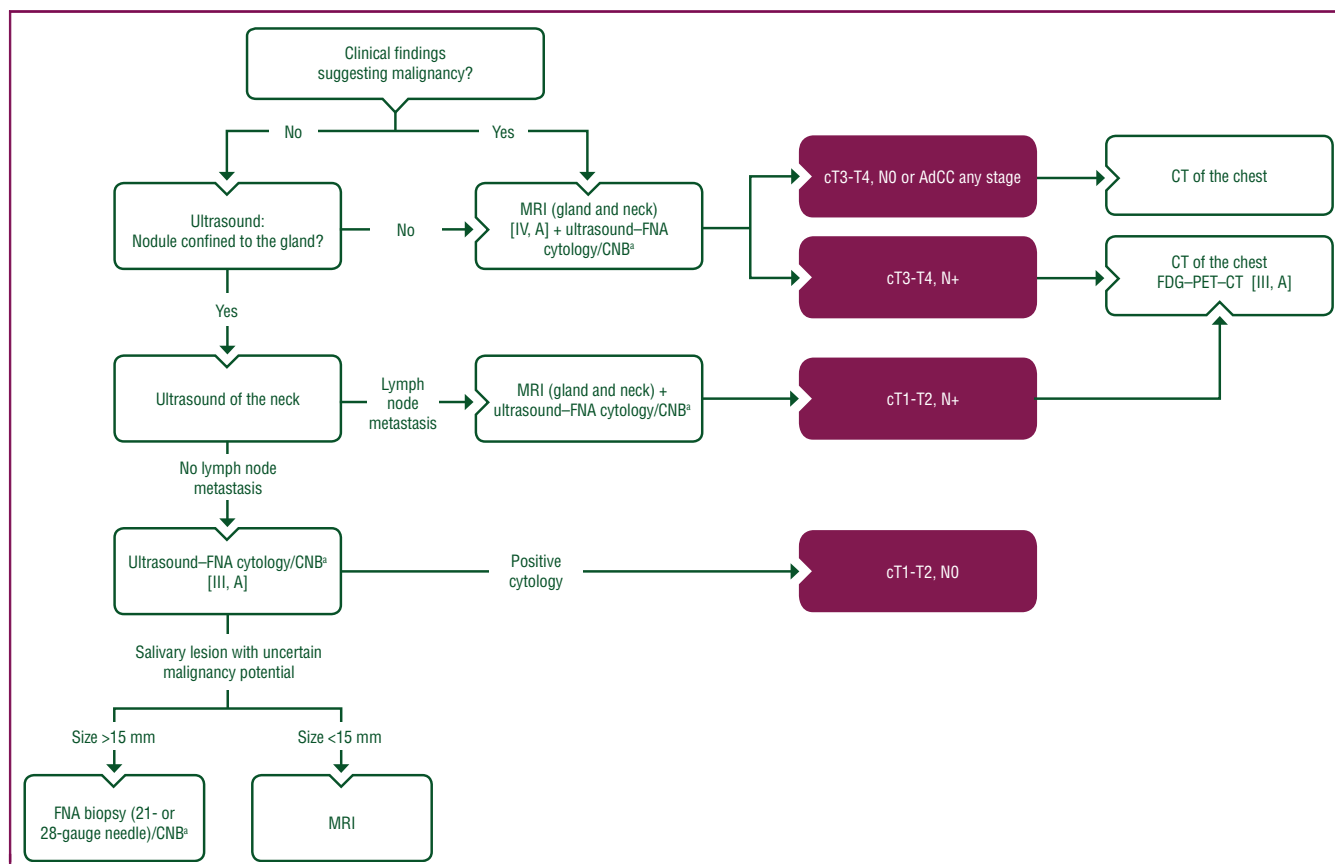 Clinical findings
suggesting malignancy?
No
Yes
Ultrasound:
Nodule confined to the gland?
No
MRI (gland and neck)
[IV, A] + ultrasound–FNA
cytology/CNBᵃ
cT3-T4, N0 or AdCC any stage
CT of the chest
cT3-T4, N+
CT of the chest
FDG–PET–CT [III, A]
Yes
Ultrasound of the neck
Lymph
node
metastasis
MRI (gland and neck) +
ultrasound–FNA cytology/CNBᵃ
cT1-T2, N+
No lymph node
metastasis
Ultrasound–FNA cytology/CNBᵃ
[III, A]
Positive
cytology
cT1-T2, N0
Salivary lesion with uncertain
malignancy potential
Size >15 mm
Size <15 mm
FNA biopsy (21- or
28-gauge needle)/CNBᵃ
MRI